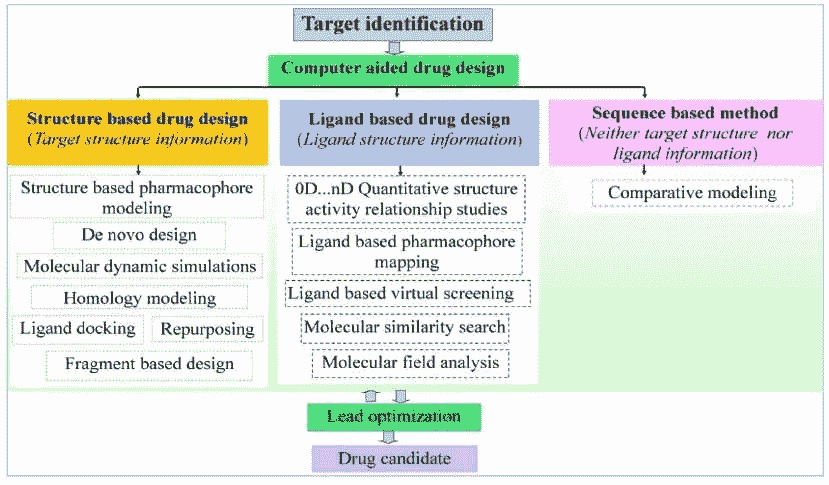 Target identification
Computer aided drug design
Structure based drug design
(Target structure information)
Structure based pharmacophore
modeling
De novo design
Molecular dynamic simulations
Homology modeling
Ligand docking
Repurposing
Fragment based design
Ligand based drug design
(Ligand structure information)
0D...nD Quantitative structure
activity relationship studies
Ligand based pharmacophore
mapping
Ligand based virtual screening
Molecular similarity search
Molecular field analysis
Sequence based method
(Neither target structure nor
ligand information)
Comparative modeling
Lead optimization
Drug candidate